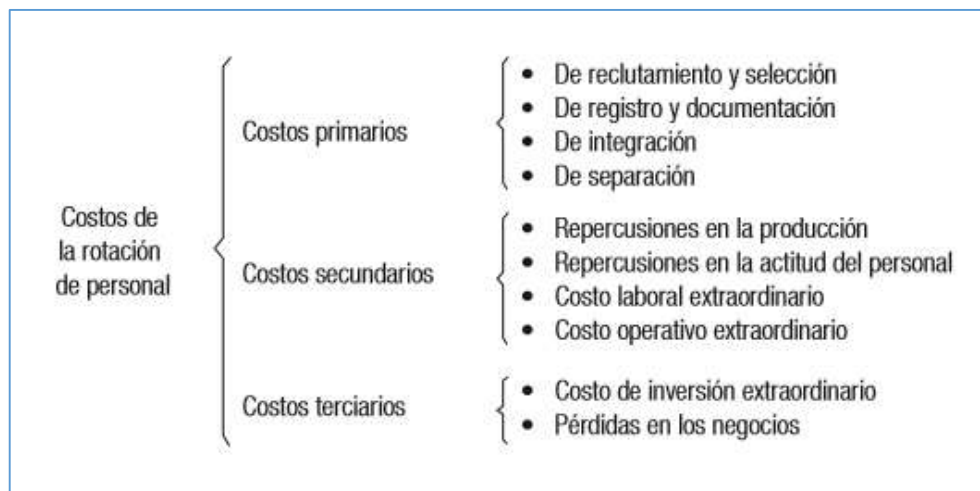 Costos de
la rotación
de personal
Costos primarios
• De reclutamiento y selección
• De registro y documentación
• De integración
• De separación
Costos secundarios
• Repercusiones en la producción
• Repercusiones en la actitud del personal
• Costo laboral extraordinario
• Costo operativo extraordinario
Costos terciarios
• Costo de inversión extraordinario
• Pérdidas en los negocios